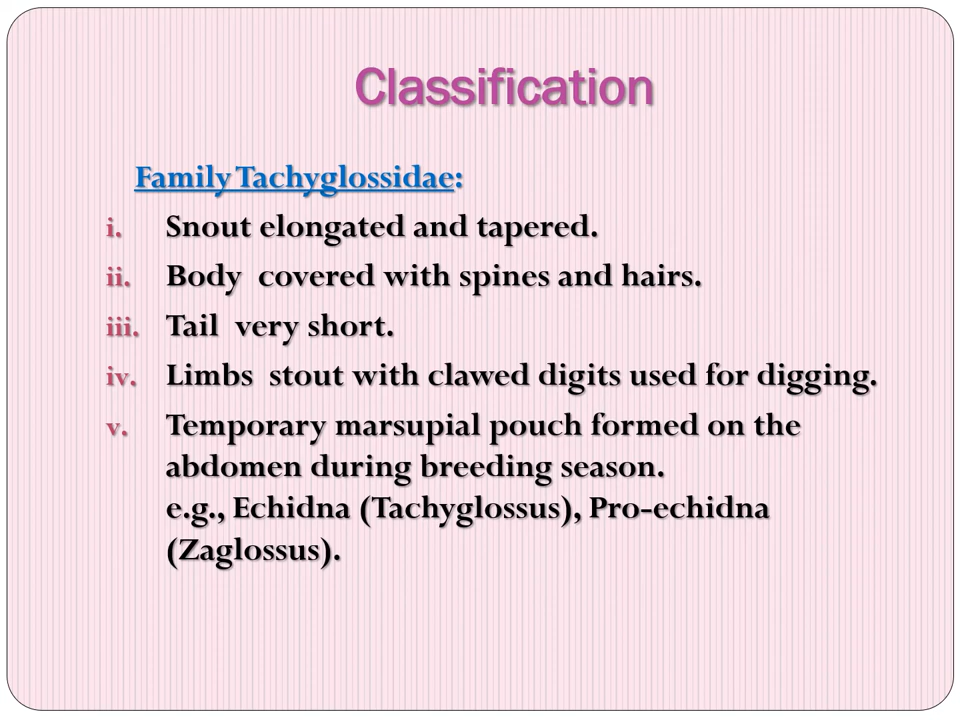 Classification
Family Tachyglossidae:
i. Snout elongated and tapered.
ii. Body covered with spines and hairs.
iii. Tail very short.
iv. Limbs stout with clawed digits used for digging.
v. Temporary marsupial pouch formed on the
abdomen during breeding season.
e.g., Echidna (Tachyglossus), Pro-echidna
(Zaglossus).